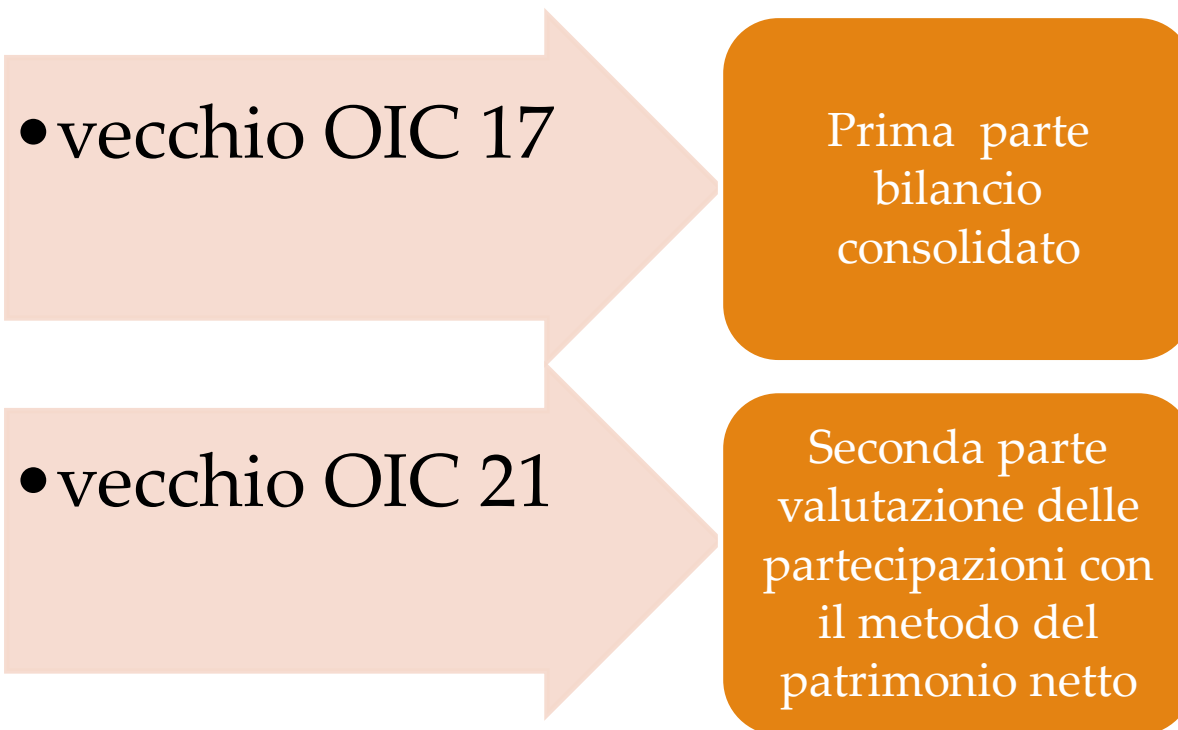 •vecchio OIC 17
Prima parte
bilancio
consolidato
•vecchio OIC 21
Seconda parte
valutazione delle
partecipazioni con
il metodo del
patrimonio netto